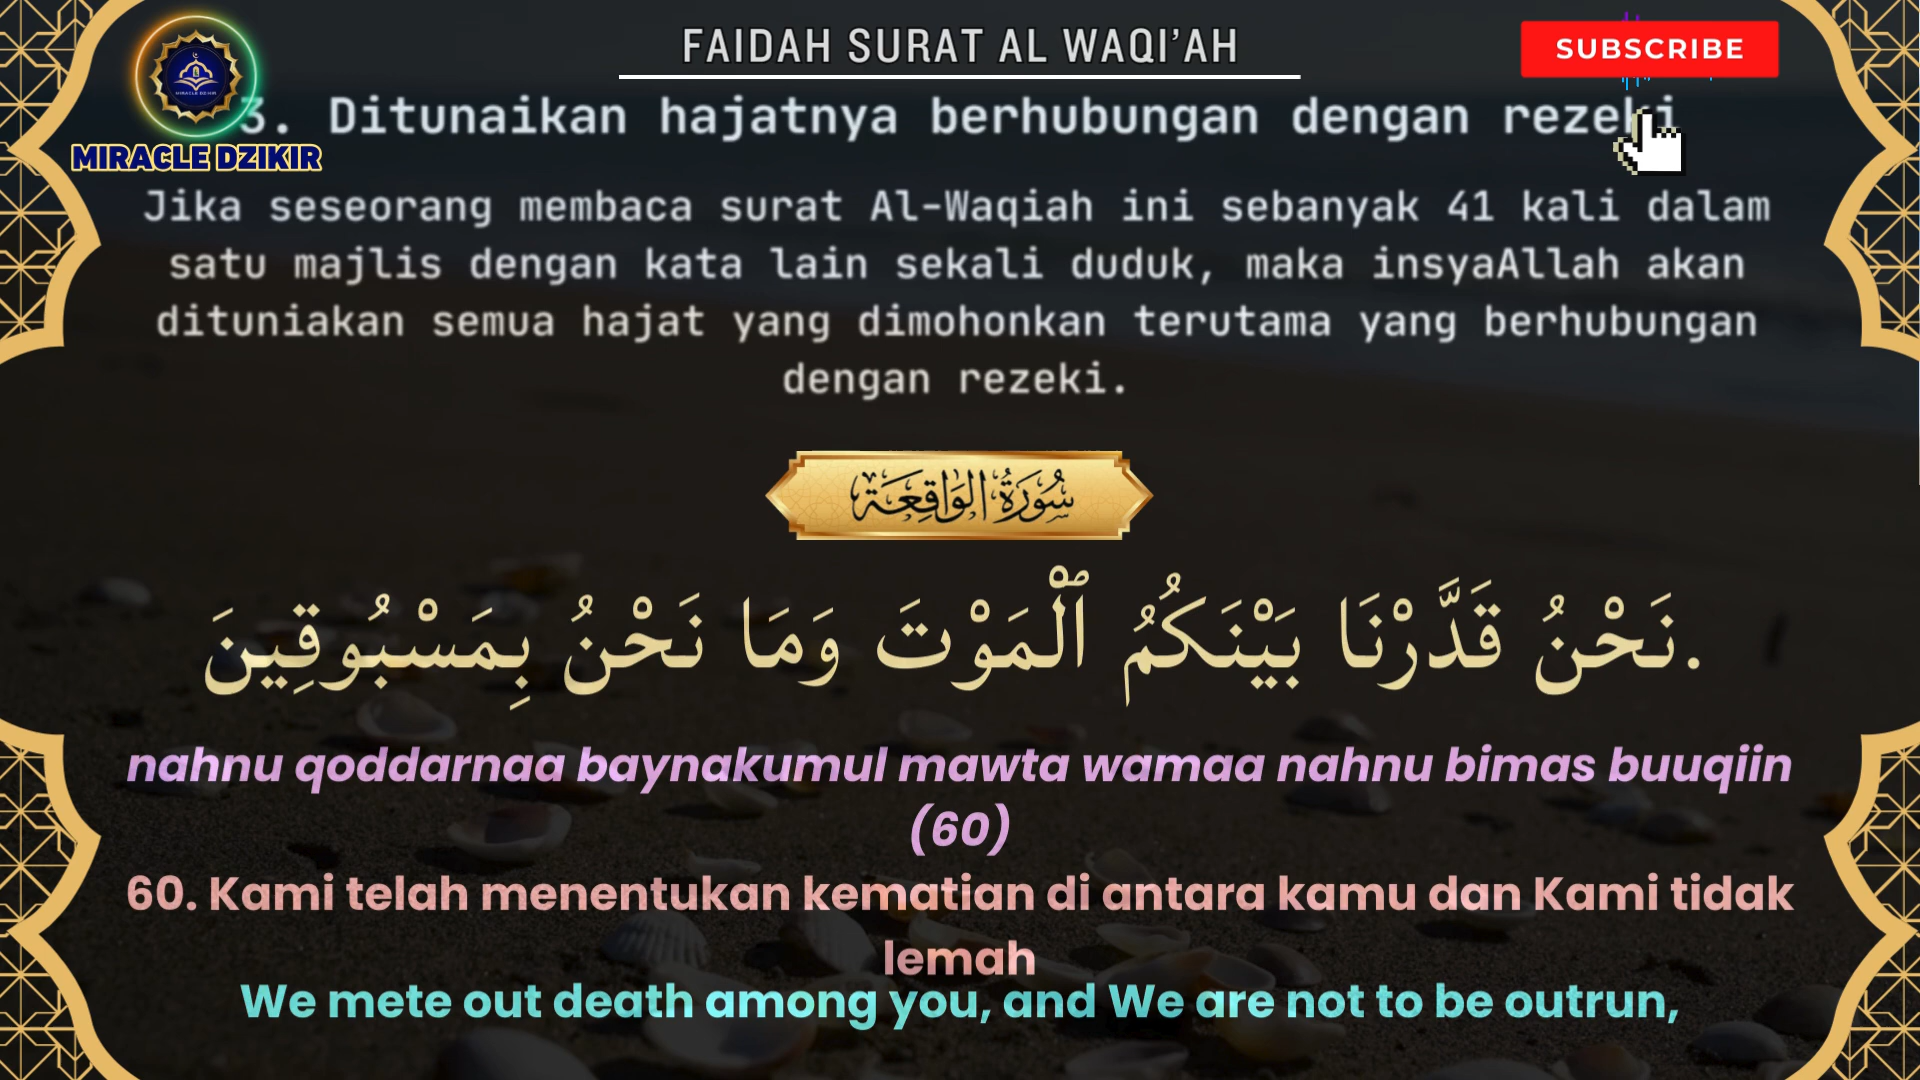 FAIDAH SURAT AL WAQI’AH
SUBSCRIBE
MIRACLE DZIKIR
3. Ditunaikan hajatnya berhubungan dengan rezeki
Jika seseorang membaca surat Al-Waqiah ini sebanyak 41 kali dalam
satu majlis dengan kata lain sekali duduk, maka insyaAllah akan
dituniakan semua hajat yang dimohonkan terutama yang berhubungan
dengan rezeki.
سُورَةُ الوَاقِعَة
نَحْنُ قَدَّرْنَا بَيْنَكُمُ ٱلْمَوْتَ وَمَا نَحْنُ بِمَسْبُوقِينَ.
nahnu qoddarnaa baynakumul mawta wamaa nahnu bimas buuqiin
(60)
60. Kami telah menentukan kematian di antara kamu dan Kami tidak
lemah
We mete out death among you, and We are not to be outrun,